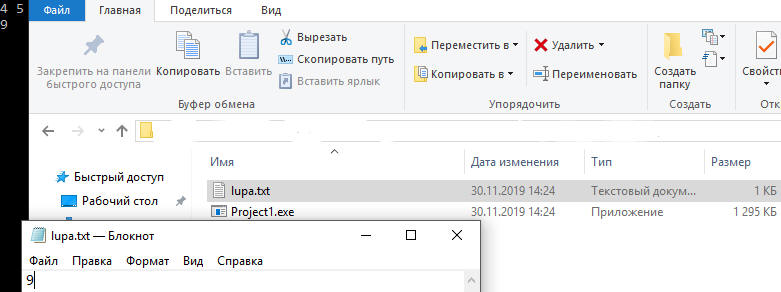 4 5
9
Файл Главная Поделиться Вид
Закрепить на панели быстрого доступа
Копировать
Вставить
Вырезать
Скопировать путь
Вставить ярлык
Переместить в
Копировать в
Удалить
Переименовать
Создать папку
Свойств
Буфер обмена Упорядочить Создать Отк
Имя Дата изменения Тип Размер
Быстрый доступ
Рабочий стол
lupa.txt 30.11.2019 14:24 Текстовый докум... 1 КБ
Project1.exe 30.11.2019 14:24 Приложение 1 295 КБ
lupa.txt — Блокнот
Файл Правка Формат Вид Справка
9